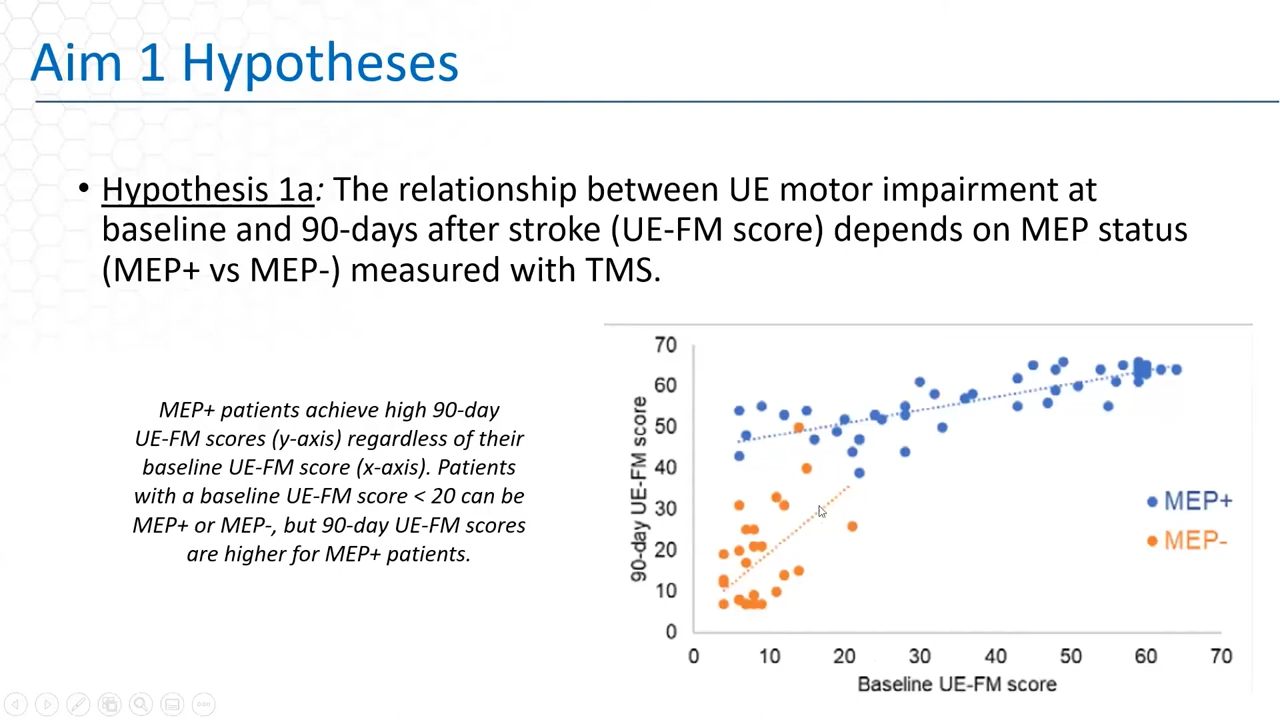 Aim 1 Hypotheses
• Hypothesis 1a: The relationship between UE motor impairment at
baseline and 90-days after stroke (UE-FM score) depends on MEP status
(MEP+ vs MEP-) measured with TMS.
MEP+ patients achieve high 90-day
UE-FM scores (y-axis) regardless of their
baseline UE-FM score (x-axis). Patients
with a baseline UE-FM score < 20 can be
MEP+ or MEP-, but 90-day UE-FM scores
are higher for MEP+ patients.
90-day UE-FM score
70
60
50
40
30
20
10
0
MEP+
MEP-
0 10 20 30 40 50 60 70
Baseline UE-FM score